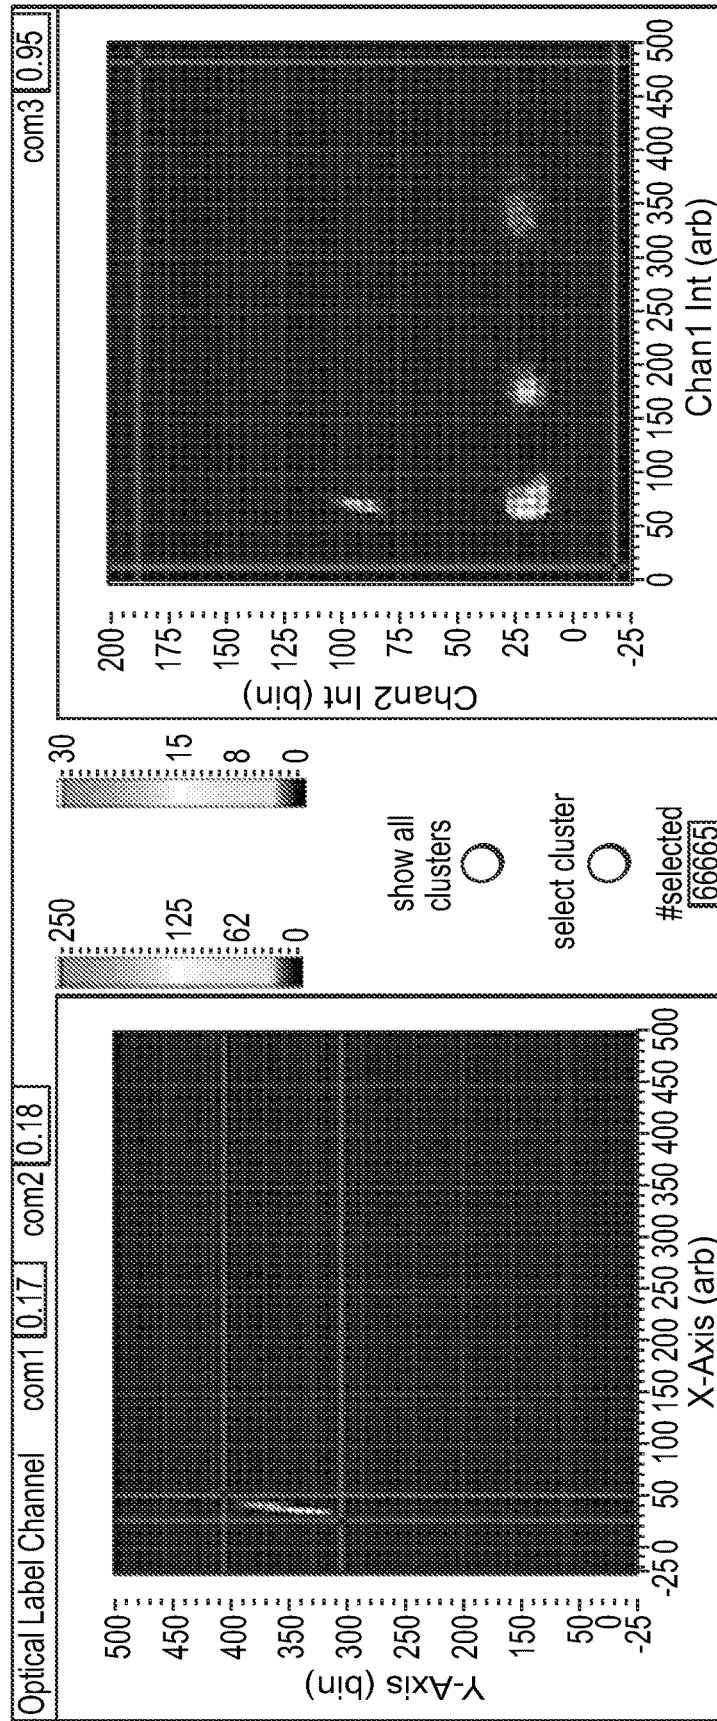 Optical Label Channel com1 0.17 com2 0.18 com3 0.95
500
400
350
300
200
150
50
0
-25
Y-Axis (bin)
-25 0 50 100 150 200 250 300 350 400 450 500
X-Axis (arb)
250
125
62
0
30
15
8
0
show all
clusters
select cluster
#selected
66665
200
175
150
125
100
75
50
25
0
-25
Chan2 Int (bin)
0 50 100 150 200 250 300 350 400 450 500
Chan1 Int (arb)